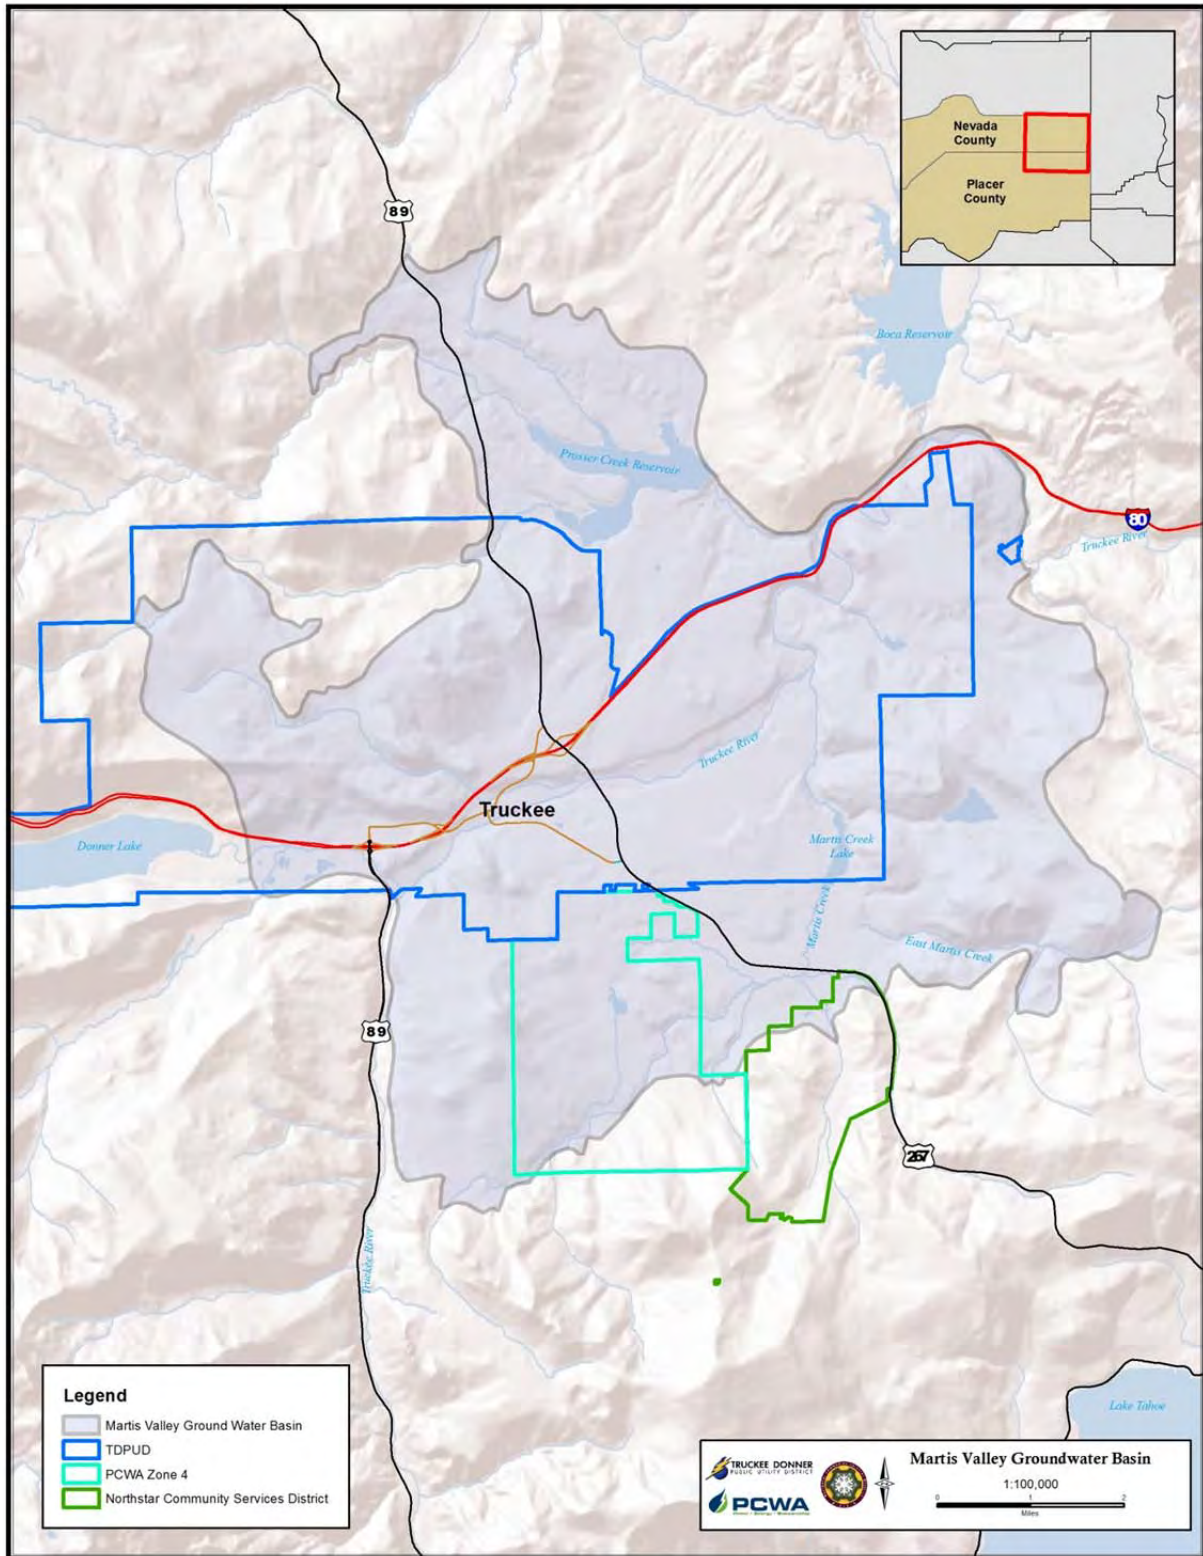 Nevada
County
Placer
County
89
Boca Reservoir
Prosser Creek Reservoir
80
Truckee River
Truckee River
Truckee
Donner Lake
Martis Creek
Lake
Martis Creek
East Martis Creek
89
267
Truckee River
Legend
Martis Valley Ground Water Basin
TDPUD
PCWA Zone 4
Northstar Community Services District
Lake Tahoe
TRUCKEE DONNER
PUBLIC UTILITY DISTRICT
PCWA
Martis Valley Groundwater Basin
1:100,000
0 1 2
Miles